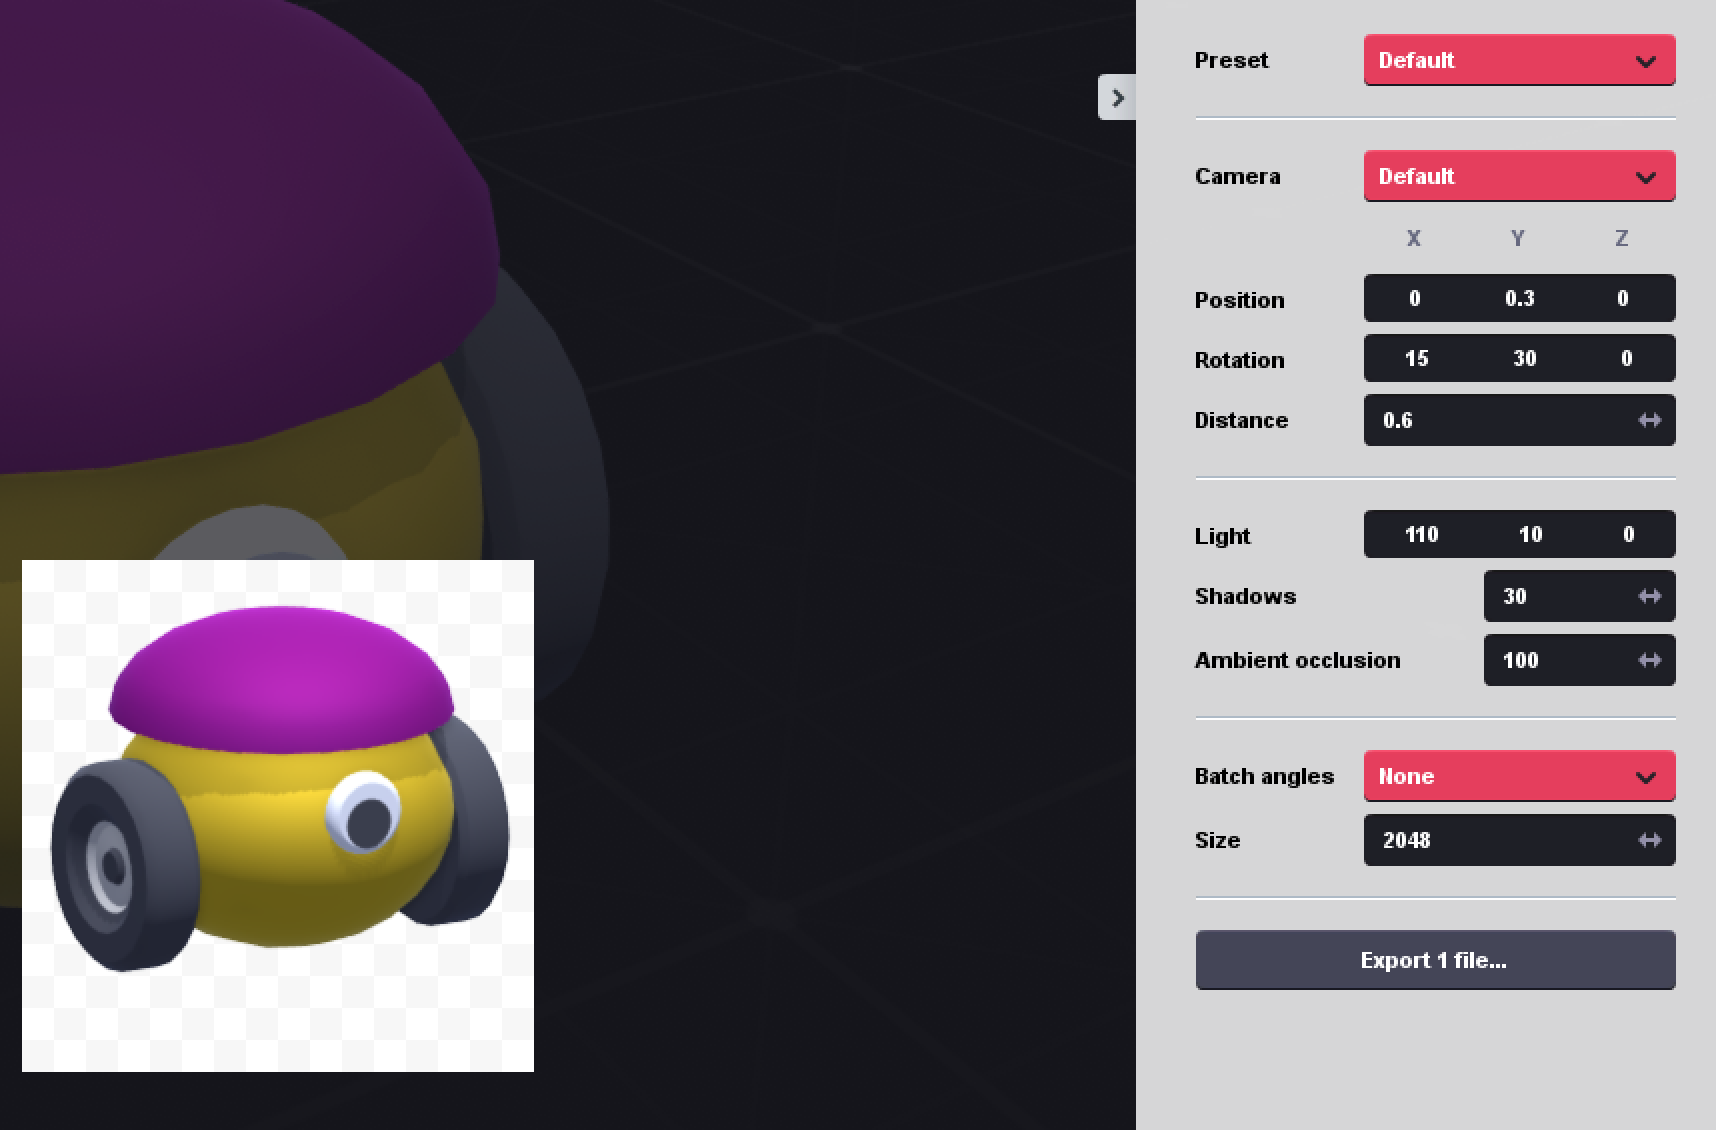 Preset Default
Camera Default
X Y Z
Position 0 0.3 0
Rotation 15 30 0
Distance 0.6
Light 110 10 0
Shadows 30
Ambient occlusion 100
Batch angles None
Size 2048
Export 1 file...